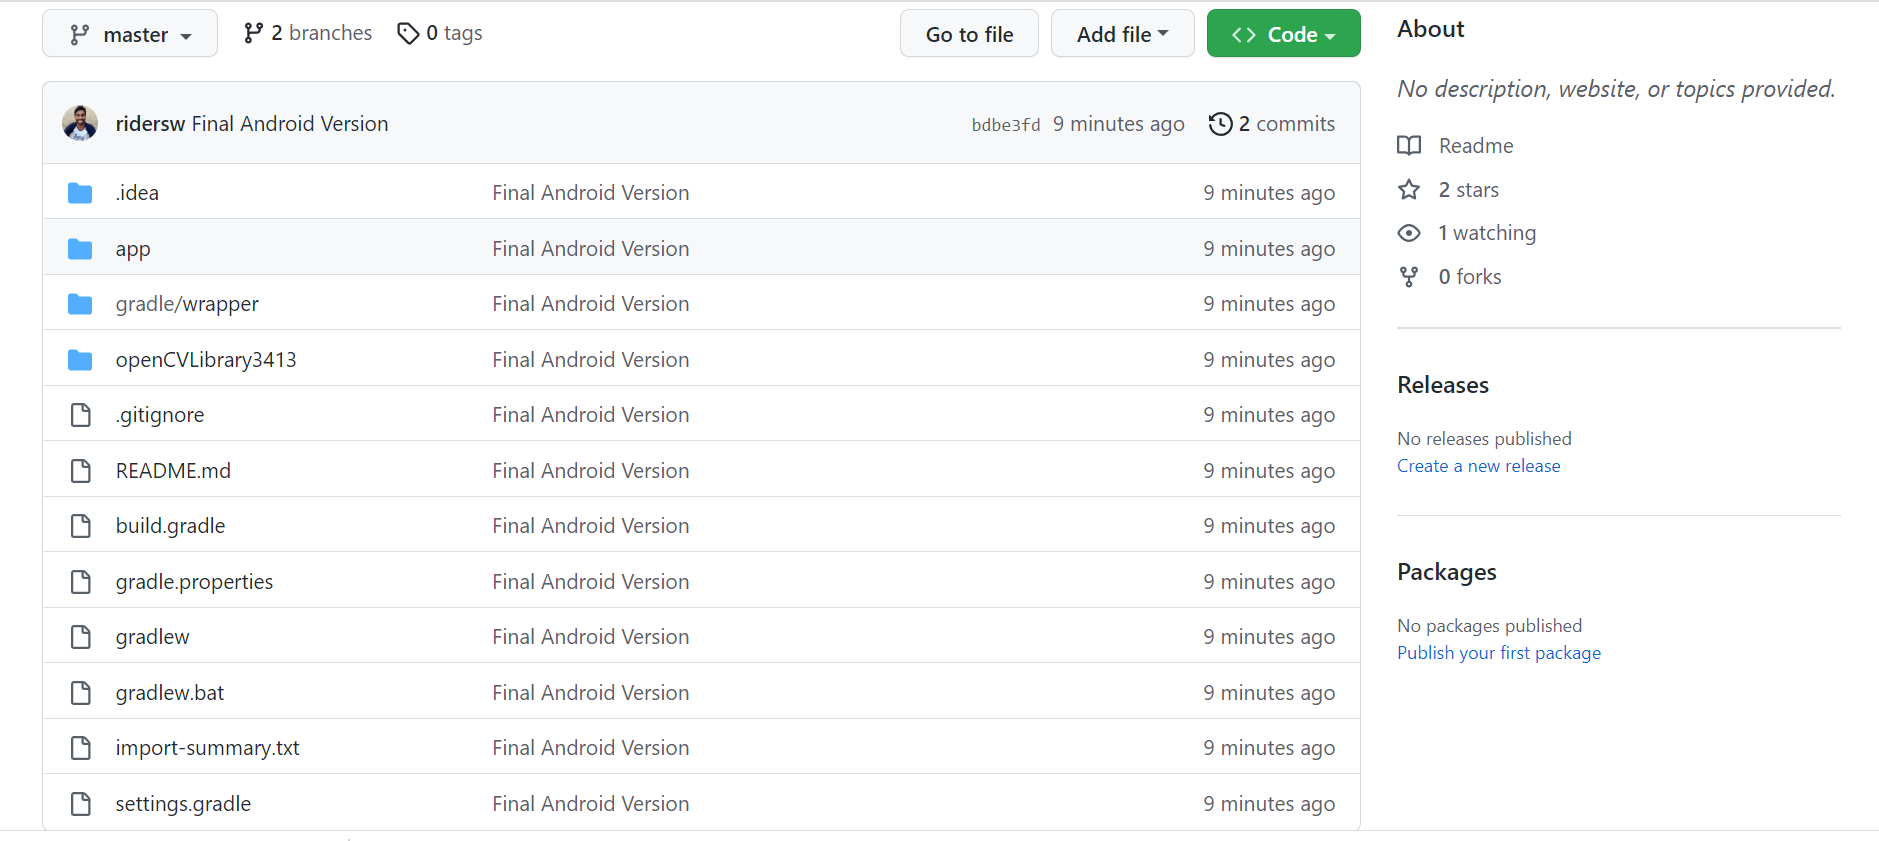 master 2 branches 0 tags Go to file Add file Code
ridersw Final Android Version bdbe3fd 9 minutes ago 2 commits
.idea Final Android Version 9 minutes ago
app Final Android Version 9 minutes ago
gradle/wrapper Final Android Version 9 minutes ago
openCVLibrary3413 Final Android Version 9 minutes ago
.gitignore Final Android Version 9 minutes ago
README.md Final Android Version 9 minutes ago
build.gradle Final Android Version 9 minutes ago
gradle.properties Final Android Version 9 minutes ago
gradlew Final Android Version 9 minutes ago
gradlew.bat Final Android Version 9 minutes ago
import-summary.txt Final Android Version 9 minutes ago
settings.gradle Final Android Version 9 minutes ago
About
No description, website, or topics provided.
Readme
2 stars
1 watching
0 forks
Releases
No releases published
Create a new release
Packages
No packages published
Publish your first package